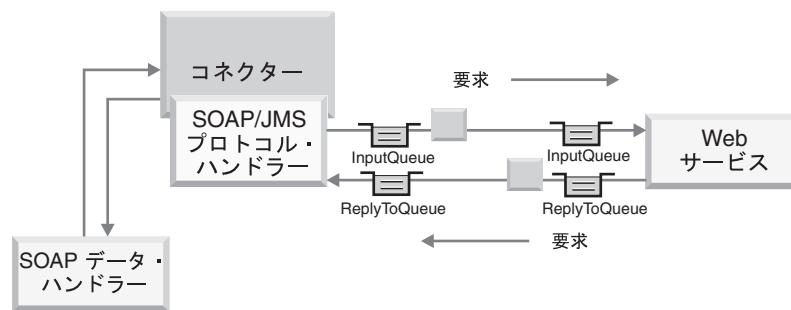 コネクター
要求
SOAP/JMS
プロトコル・
ハンドラー
InputQueue
InputQueue
Web
サービス
ReplyToQueue
ReplyToQueue
要求
SOAP データ・
ハンドラー